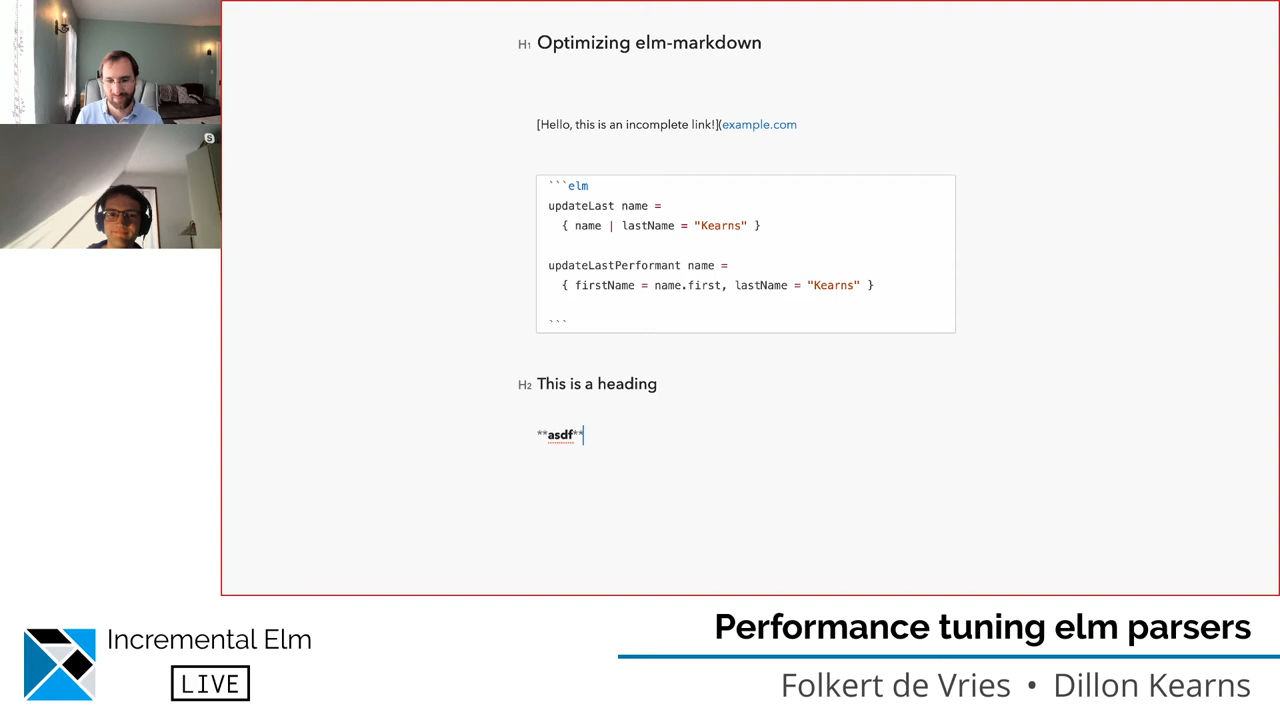 H1 Optimizing elm-markdown
[Hello, this is an incomplete link!](example.com
```elm
updateLast name =
{ name | lastName = "Kearns" }
updateLastPerformant name =
{ firstName = name.first, lastName = "Kearns" }
```
H2 This is a heading
**asdf**
Incremental Elm
LIVE
Performance tuning elm parsers
Folkert de Vries • Dillon Kearns